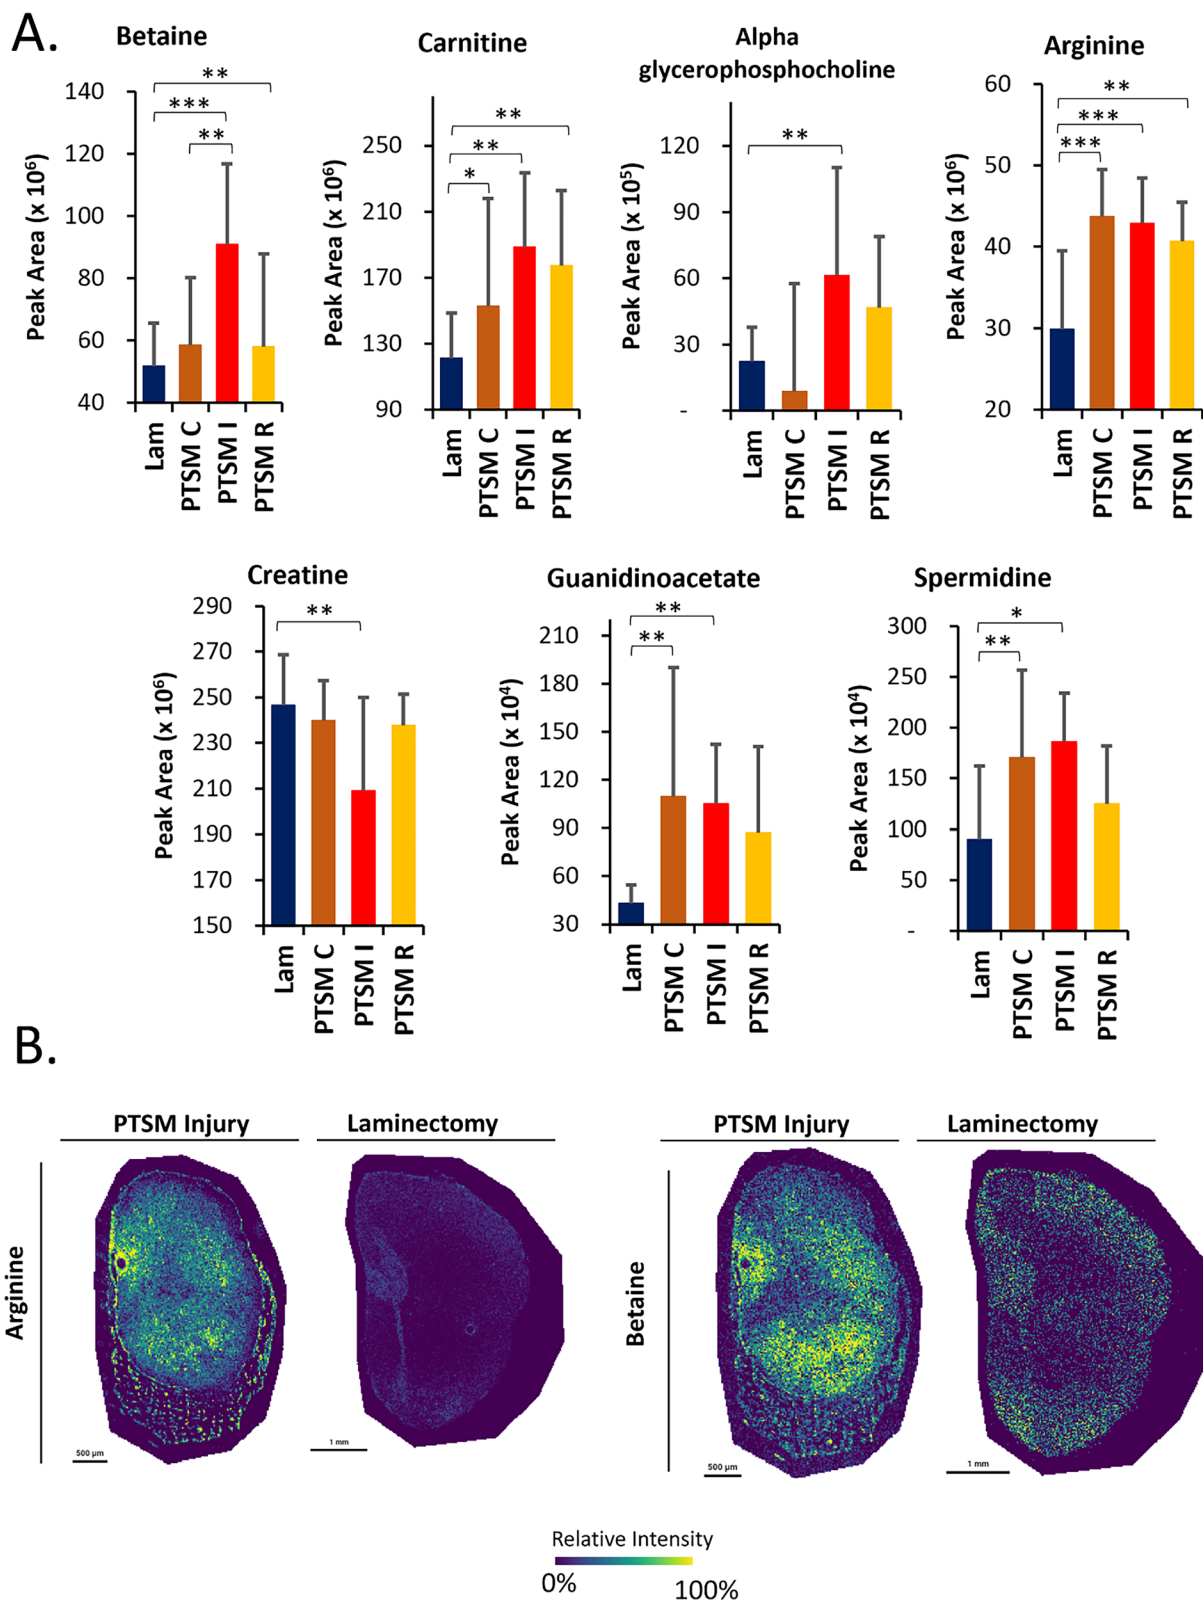 A.
Betaine
**
***
**
Peak Area (x 10⁶)
140
120
100
80
60
40
Lam
PTSM C
PTSM I
PTSM R
Carnitine
**
**
*
Peak Area (x 10⁶)
250
210
170
130
90
Lam
PTSM C
PTSM I
PTSM R
Alpha
glycerophosphocholine
**
Peak Area (x 10⁵)
120
90
60
30
-
Lam
PTSM C
PTSM I
PTSM R
Arginine
**
***
***
Peak Area (x 10⁶)
60
50
40
30
20
Lam
PTSM C
PTSM I
PTSM R
Creatine
**
Peak Area (x 10⁶)
290
270
250
230
210
190
170
150
Lam
PTSM C
PTSM I
PTSM R
Guanidinoacetate
**
**
Peak Area (x 10⁴)
210
180
150
120
90
60
30
Lam
PTSM C
PTSM I
PTSM R
Spermidine
*
**
Peak Area (x 10⁴)
300
250
200
150
100
50
-
Lam
PTSM C
PTSM I
PTSM R
B.
PTSM Injury
Laminectomy
Arginine
500 µm
1 mm
PTSM Injury
Laminectomy
Betaine
500 µm
1 mm
Relative Intensity
0%
100%